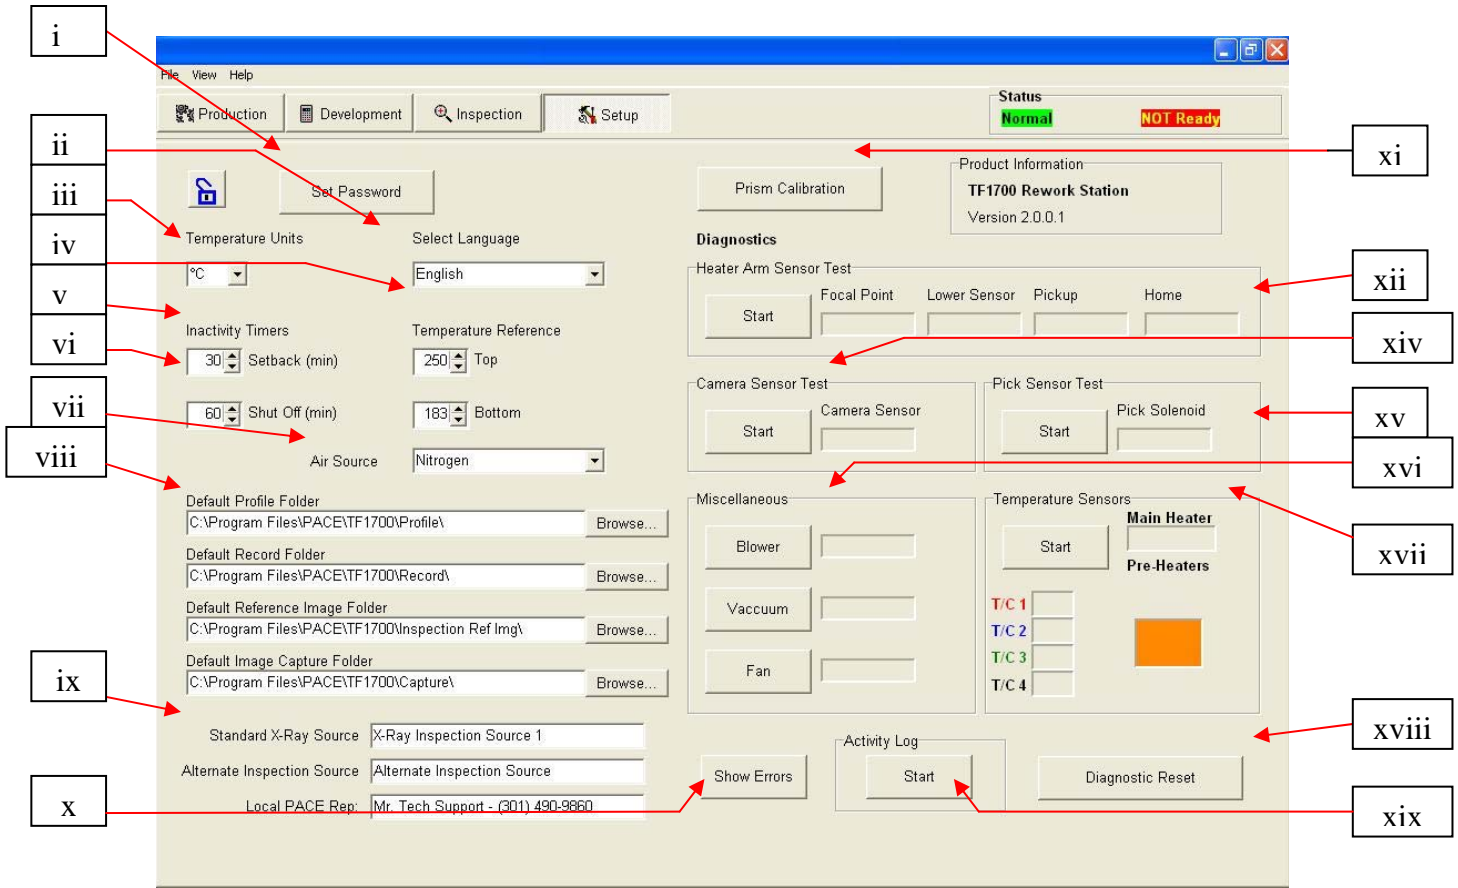 i
File View Help
Production Development Inspection Setup
Status
Normal NOT Ready
ii
iii
iv
v
vi
vii
viii
ix
x
Set Password
Temperature Units
°C
Select Language
English
Inactivity Timers
30 Setback (min)
60 Shut Off (min)
Temperature Reference
250 Top
183 Bottom
Air Source Nitrogen
Default Profile Folder
C:\Program Files\PACE\TF1700\Profile\ Browse...
Default Record Folder
C:\Program Files\PACE\TF1700\Record\ Browse...
Default Reference Image Folder
C:\Program Files\PACE\TF1700\Inspection Ref Img\ Browse...
Default Image Capture Folder
C:\Program Files\PACE\TF1700\Capture\ Browse...
Standard X-Ray Source X-Ray Inspection Source 1
Alternate Inspection Source Alternate Inspection Source
Local PACE Rep: Mr. Tech Support - (301) 490-9860
Prism Calibration
Product Information
TF1700 Rework Station
Version 2.0.0.1
Diagnostics
Heater Arm Sensor Test
Start Focal Point Lower Sensor Pickup Home
Camera Sensor Test
Start Camera Sensor
Pick Sensor Test
Start Pick Solenoid
Miscellaneous
Blower
Vaccuum
Fan
Temperature Sensors
Start Main Heater
Pre-Heaters
T/C 1
T/C 2
T/C 3
T/C 4
Show Errors
Activity Log
Start
Diagnostic Reset
xi
xii
xiv
xv
xvi
xvii
xviii
xix